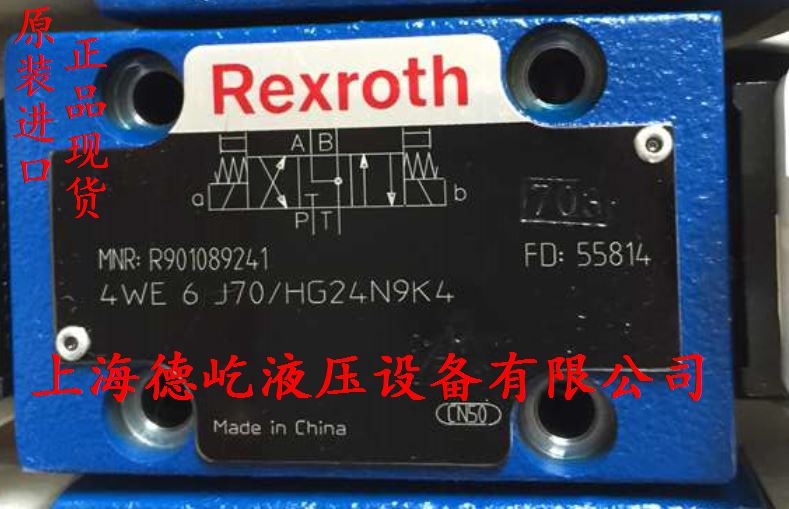 原装进口
正品现货
Rexroth
A B
a b
P T
MNR: R901089241
FD: 55814
4WE 6 J70/HG24N9K4
上海德屹液压设备有限公司
Made in China
CN50